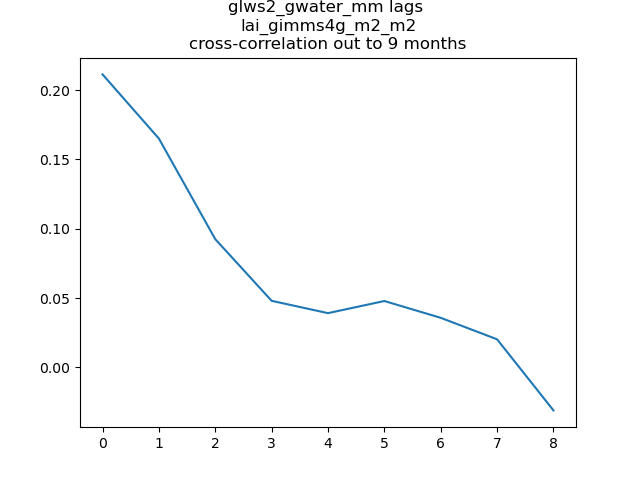 glws2_gwater_mm lags
lai_gimms4g_m2_m2
cross-correlation out to 9 months
0.20
0.15
0.10
0.05
0.00
0 1 2 3 4 5 6 7 8